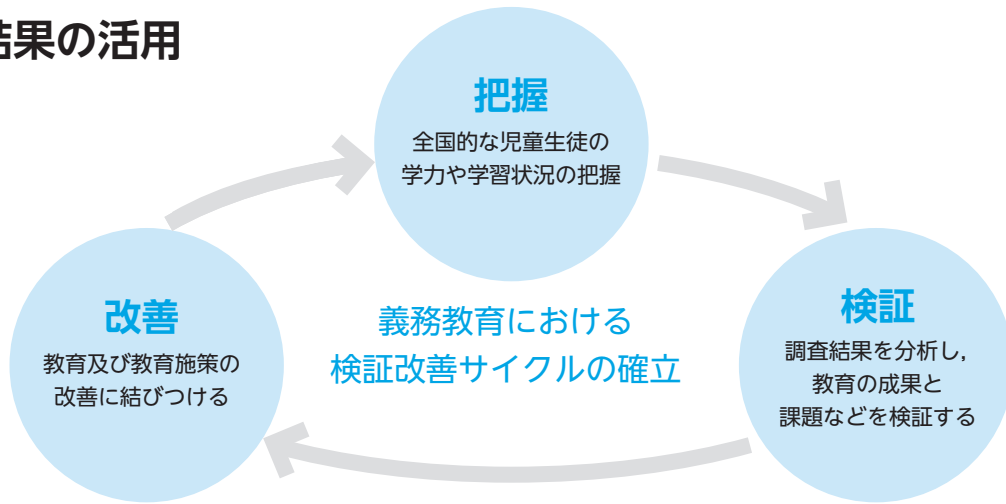 結果の活用
把握
全国的な児童生徒の
学力や学習状況の把握
改善
教育及び教育施策の
改善に結びつける
義務教育における
検証改善サイクルの確立
検証
調査結果を分析し，
教育の成果と
課題などを検証する